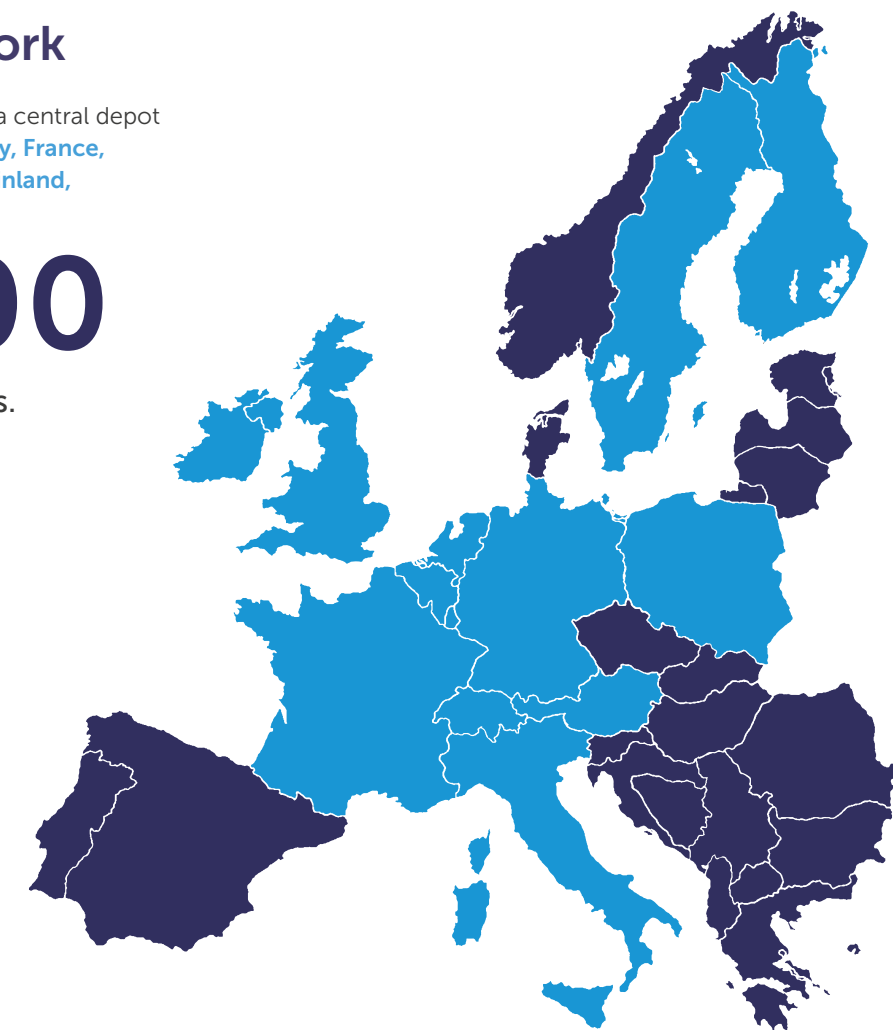 ork
a central depot
y, France,
nland,
00
s.